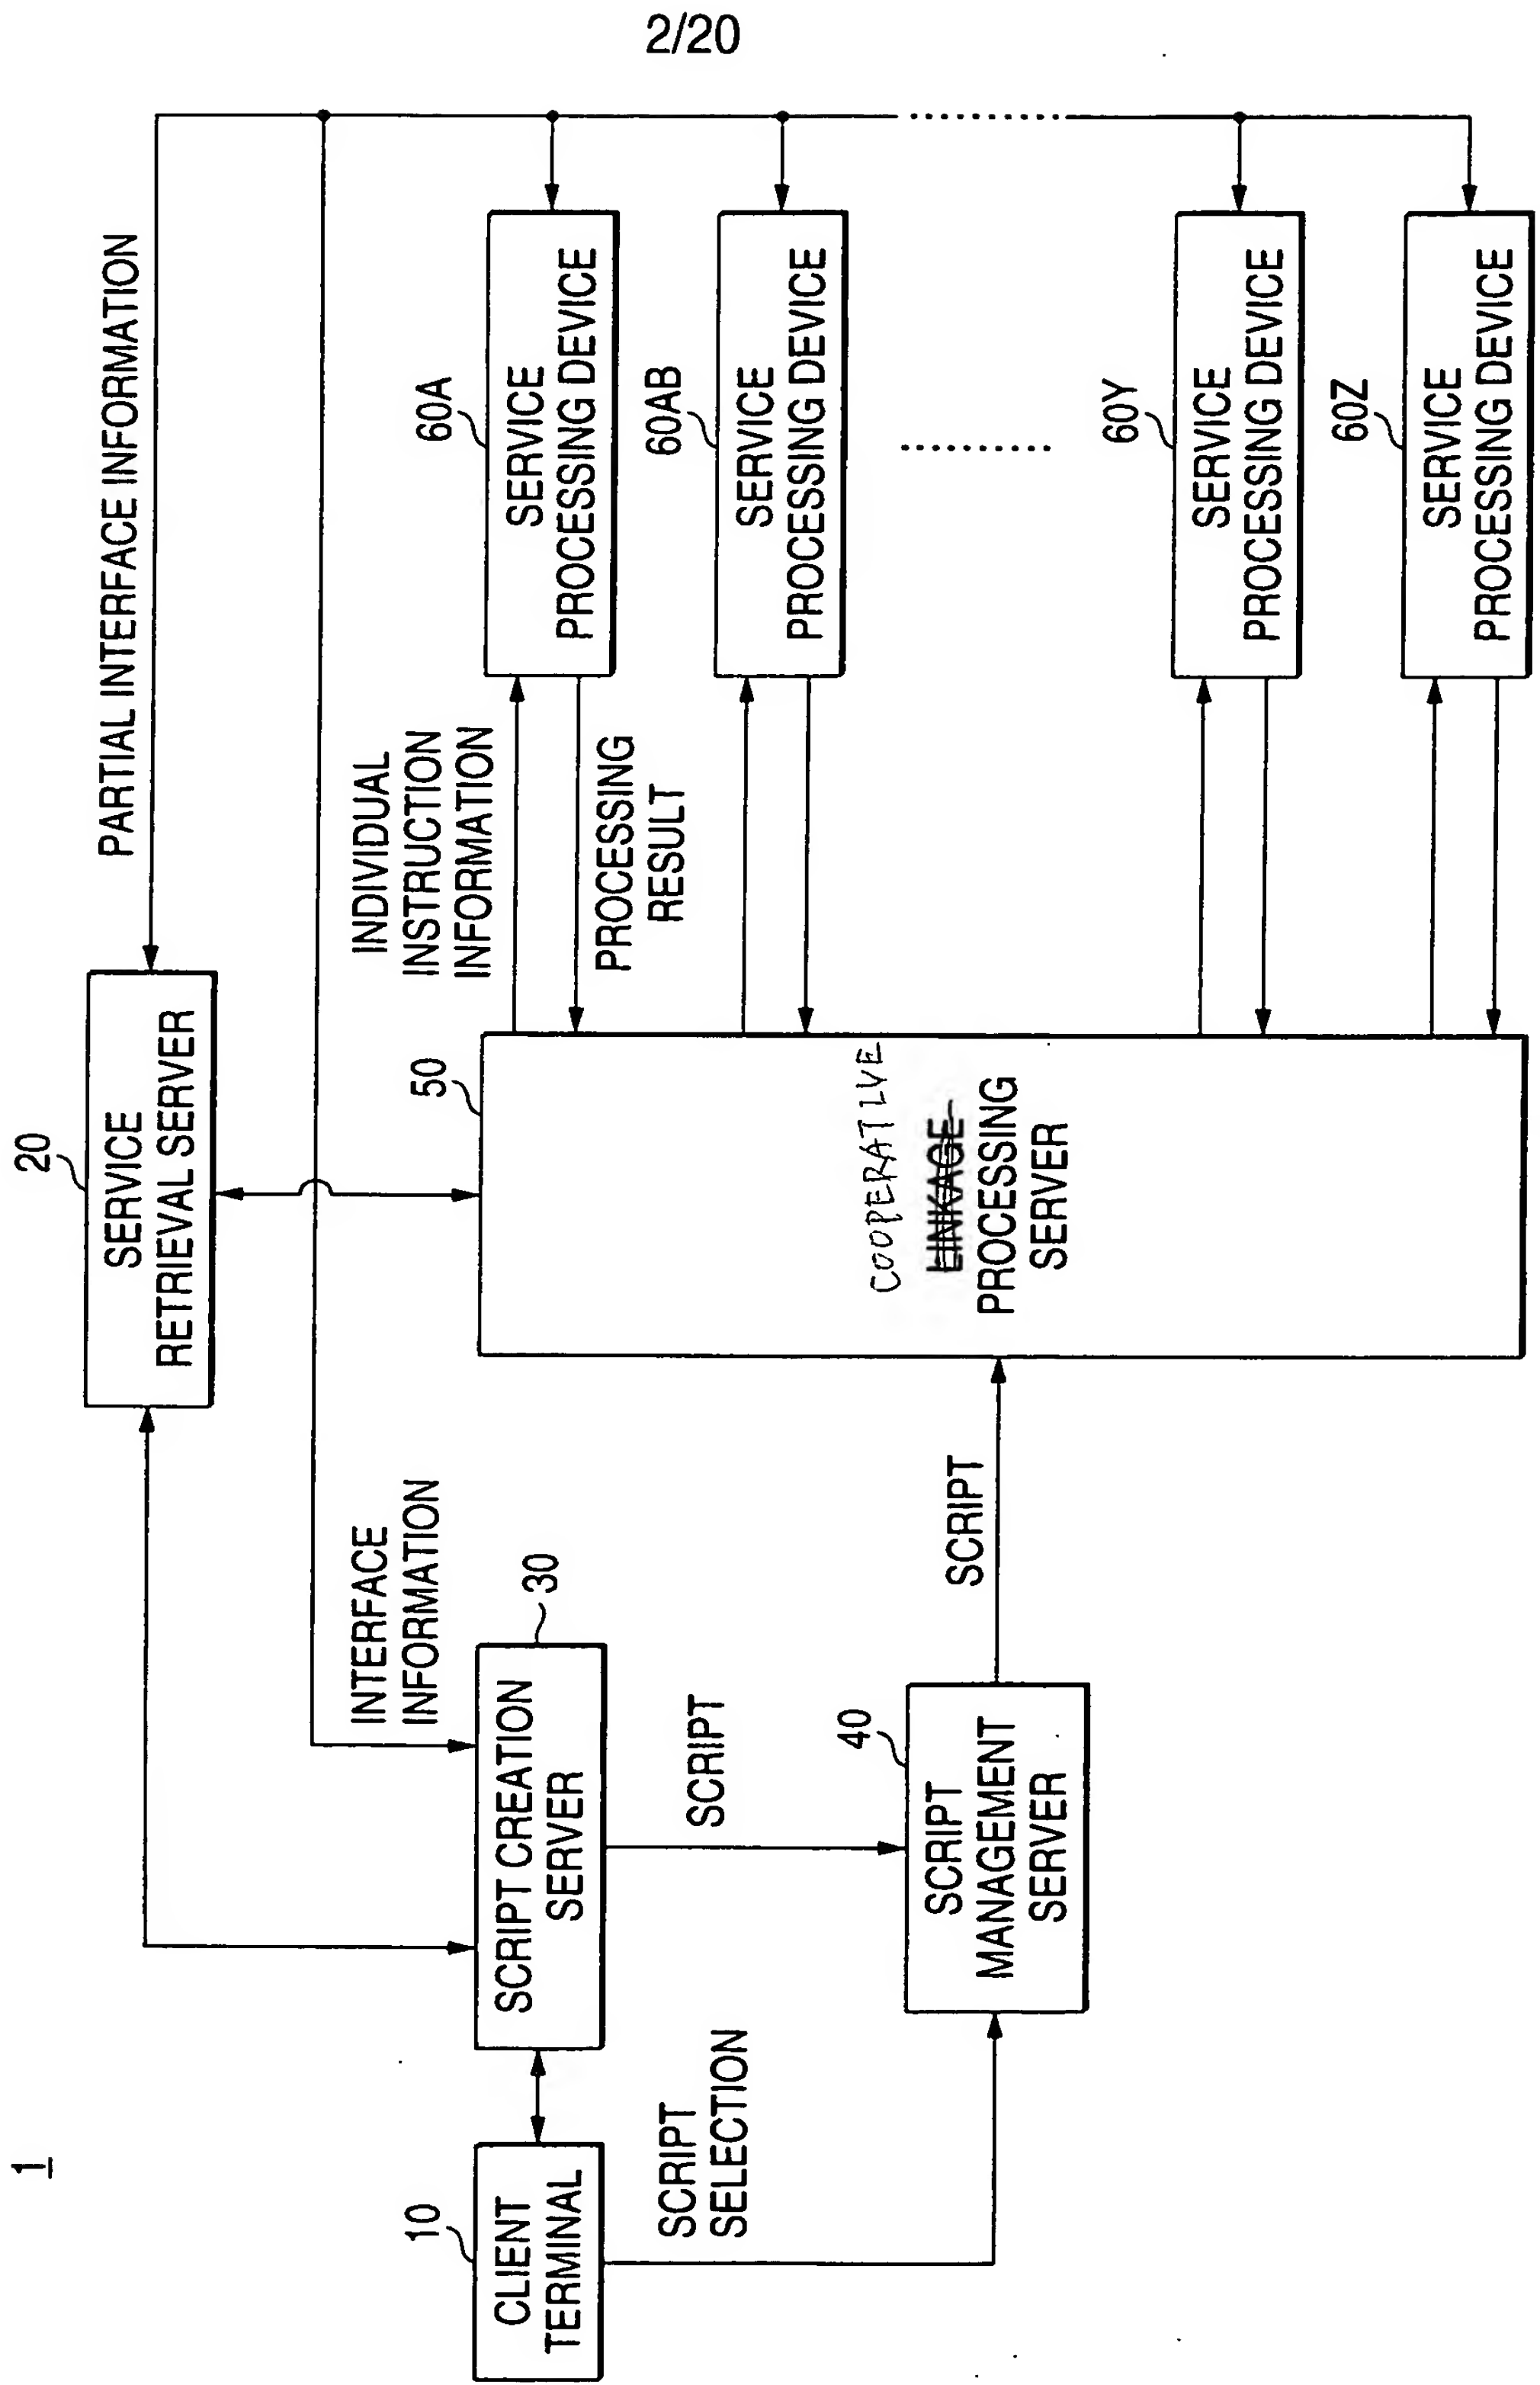 2/20
1
20
SERVICE
RETRIEVAL SERVER
PARTIAL INTERFACE INFORMATION
INTERFACE
INFORMATION
10
CLIENT
TERMINAL
30
SCRIPT CREATION
SERVER
SCRIPT
SELECTION
SCRIPT
40
SCRIPT
MANAGEMENT
SERVER
SCRIPT
50
COOPERATIVE
LINKAGE
PROCESSING
SERVER
INDIVIDUAL
INSTRUCTION
INFORMATION
PROCESSING
RESULT
60A
SERVICE
PROCESSING DEVICE
60AB
SERVICE
PROCESSING DEVICE
60Y
SERVICE
PROCESSING DEVICE
60Z
SERVICE
PROCESSING DEVICE